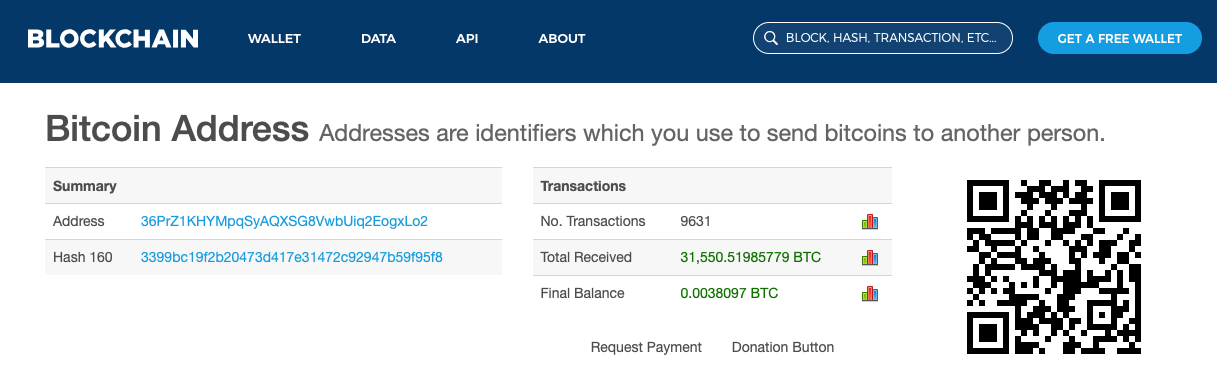 BLOCKCHAIN WALLET DATA API ABOUT BLOCK, HASH, TRANSACTION, ETC... GET A FREE WALLET
Bitcoin Address Addresses are identifiers which you use to send bitcoins to another person.
Summary
Address 36PrZ1KHYMpqSyAQXSG8VwbUiq2EogxLo2
Hash 160 3399bc19f2b20473d417e31472c92947b59f95f8
Transactions
No. Transactions 9631
Total Received 31,550.51985779 BTC
Final Balance 0.0038097 BTC
Request Payment Donation Button